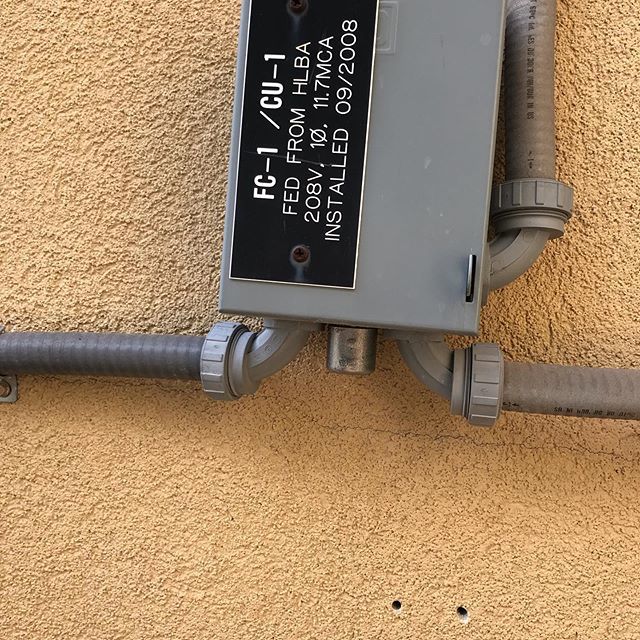 FC-1 /CU-1
FED FROM HLBA
208V, 1Ø, 11.7MCA
INSTALLED 09/2008